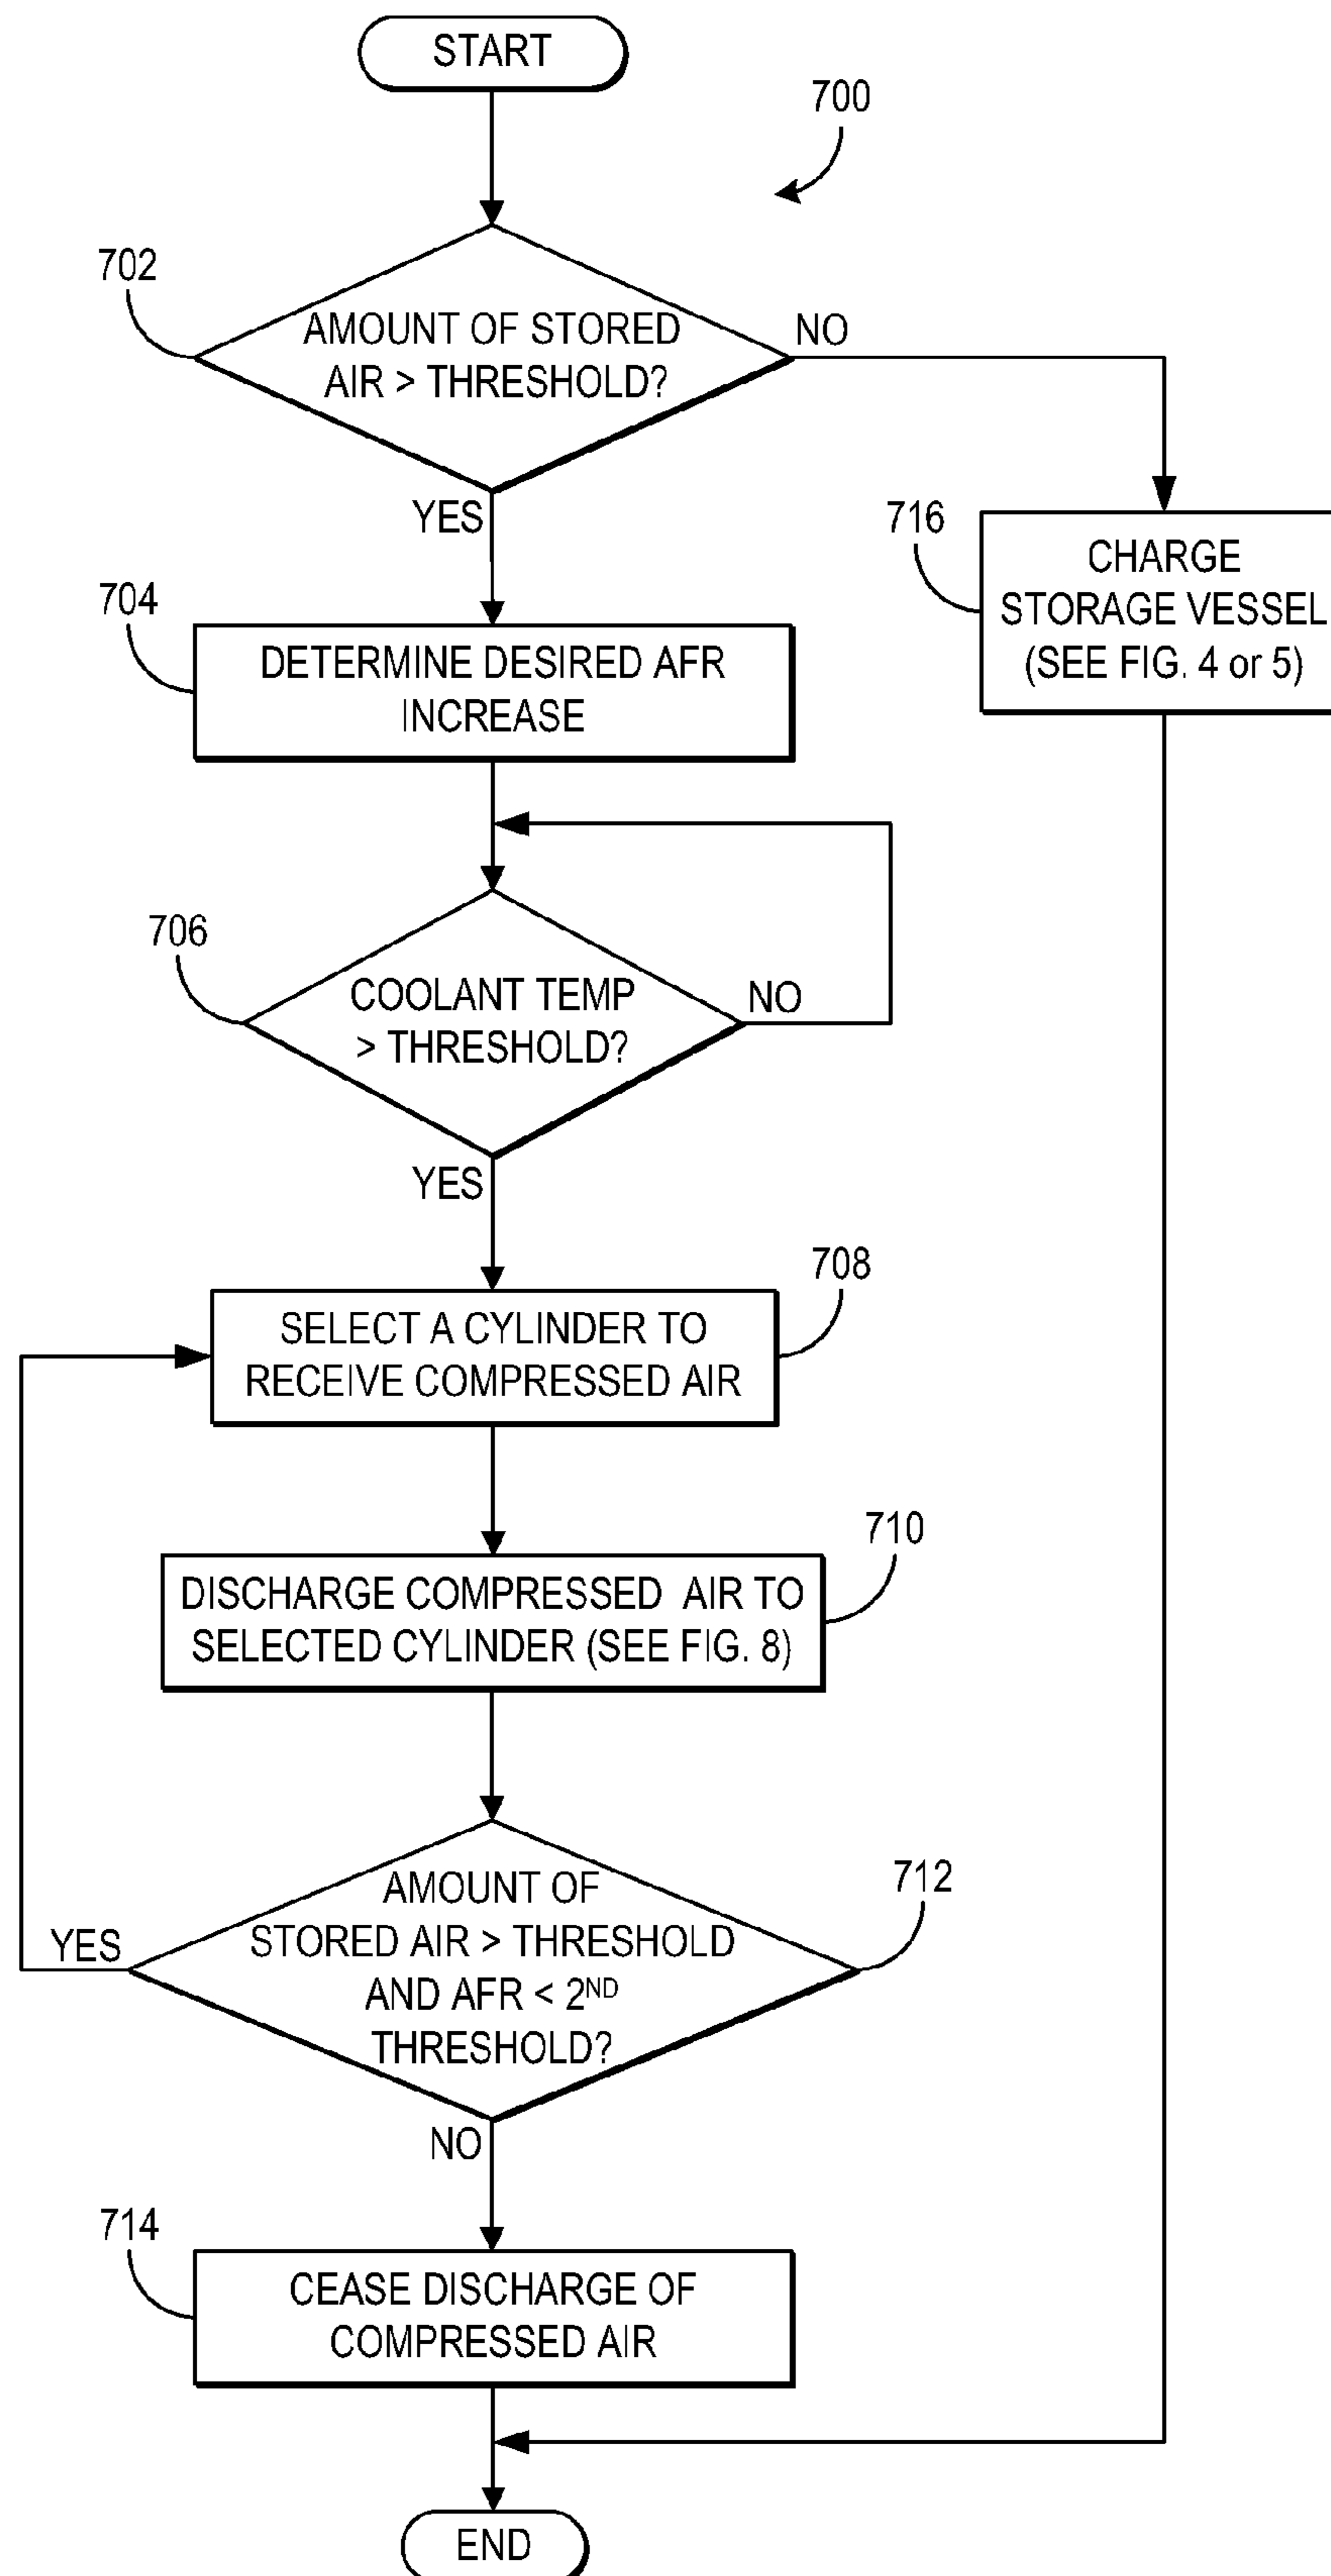 START
700
702
AMOUNT OF STORED
AIR > THRESHOLD?
NO
YES
716
CHARGE
STORAGE VESSEL
(SEE FIG. 4 or 5)
704
DETERMINE DESIRED AFR
INCREASE
706
COOLANT TEMP
> THRESHOLD?
NO
YES
708
SELECT A CYLINDER TO
RECEIVE COMPRESSED AIR
710
DISCHARGE COMPRESSED AIR TO
SELECTED CYLINDER (SEE FIG. 8)
712
AMOUNT OF
STORED AIR > THRESHOLD
AND AFR < 2ND
THRESHOLD?
YES
NO
714
CEASE DISCHARGE OF
COMPRESSED AIR
END